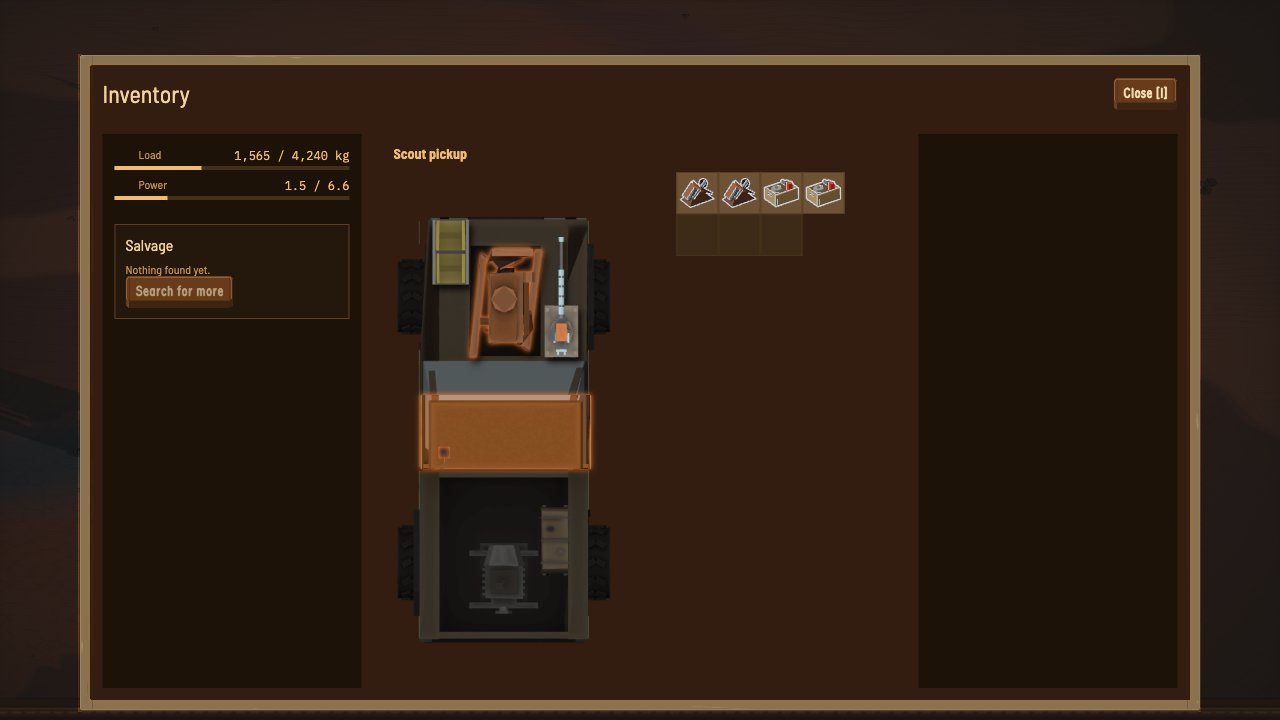 Inventory
Close [I]
Load 1,565 / 4,240 kg
Power 1.5 / 6.6
Scout pickup
Salvage
Nothing found yet.
Search for more